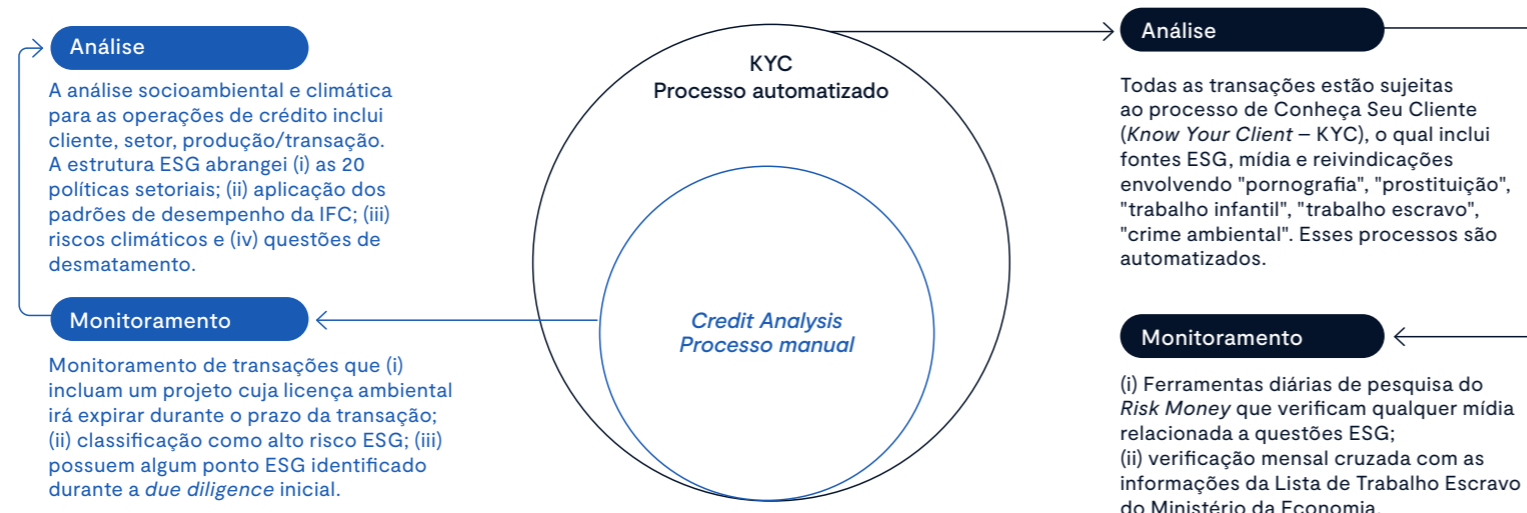 Análise
A análise socioambiental e climática
para as operações de crédito inclui
cliente, setor, produção/transação.
A estrutura ESG abrangei (i) as 20
políticas setoriais; (ii) aplicação dos
padrões de desempenho da IFC; (iii)
riscos climáticos e (iv) questões de
desmatamento.
Monitoramento
Monitoramento de transações que (i)
incluam um projeto cuja licença ambiental
irá expirar durante o prazo da transação;
(ii) classificação como alto risco ESG; (iii)
possuem algum ponto ESG identificado
durante a due diligence inicial.
KYC
Processo automatizado
Credit Analysis
Processo manual
Análise
Todas as transações estão sujeitas
ao processo de Conheça Seu Cliente
(Know Your Client – KYC), o qual inclui
fontes ESG, mídia e reivindicações
envolvendo "pornografia", "prostituição",
"trabalho infantil", "trabalho escravo",
"crime ambiental". Esses processos são
automatizados.
Monitoramento
(i) Ferramentas diárias de pesquisa do
Risk Money que verificam qualquer mídia
relacionada a questões ESG;
(ii) verificação mensal cruzada com as
informações da Lista de Trabalho Escravo
do Ministério da Economia.